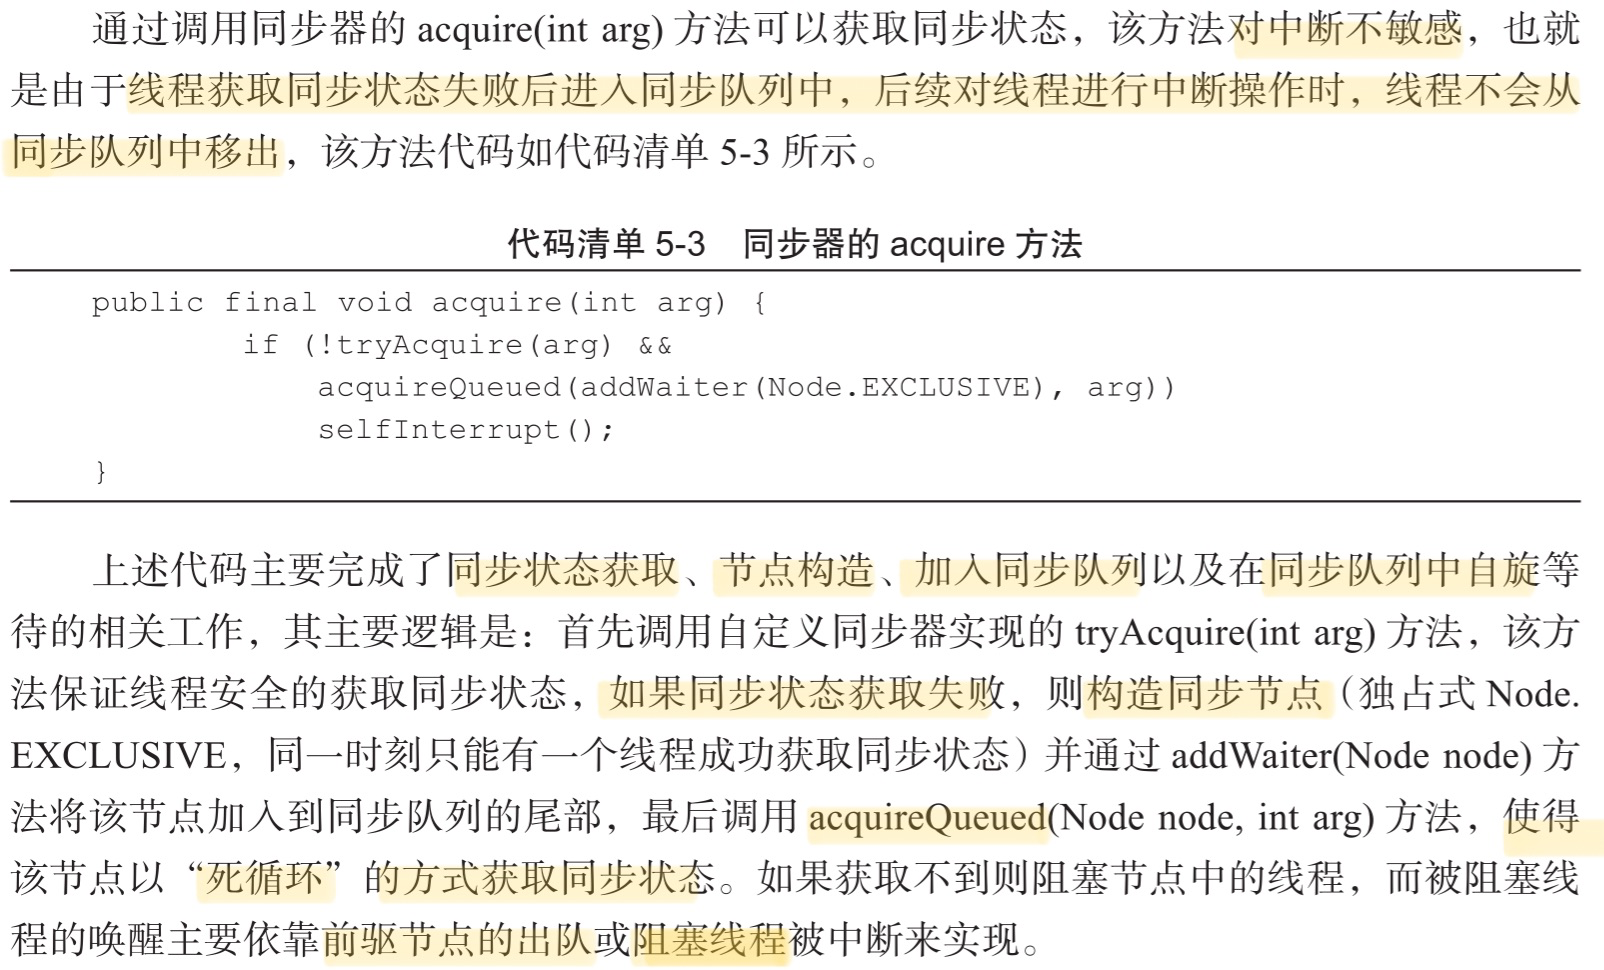 通过调用同步器的 acquire(int arg) 方法可以获取同步状态，该方法对中断不敏感，也就
是由于线程获取同步状态失败后进入同步队列中，后续对线程进行中断操作时，线程不会从
同步队列中移出，该方法代码如代码清单 5-3 所示。
代码清单 5-3　同步器的 acquire 方法
public final void acquire(int arg) {
if (!tryAcquire(arg) &&
acquireQueued(addWaiter(Node.EXCLUSIVE), arg))
selfInterrupt();
}
上述代码主要完成了同步状态获取、节点构造、加入同步队列以及在同步队列中自旋等
待的相关工作，其主要逻辑是：首先调用自定义同步器实现的 tryAcquire(int arg) 方法，该方
法保证线程安全的获取同步状态，如果同步状态获取失败，则构造同步节点（独占式 Node.
EXCLUSIVE，同一时刻只能有一个线程成功获取同步状态）并通过 addWaiter(Node node) 方
法将该节点加入到同步队列的尾部，最后调用 acquireQueued(Node node, int arg) 方法，使得
该节点以“死循环”的方式获取同步状态。如果获取不到则阻塞节点中的线程，而被阻塞线
程的唤醒主要依靠前驱节点的出队或阻塞线程被中断来实现。